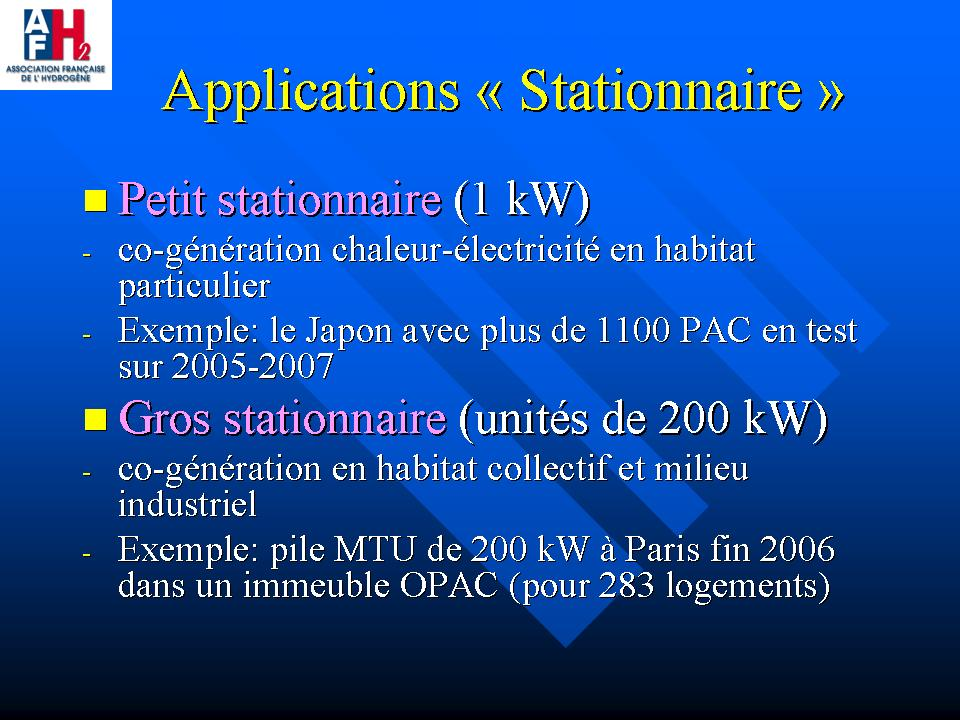 AFH2
ASSOCIATION FRANÇAISE
DE L'HYDROGÈNE
Applications « Stationnaire »
Petit stationnaire (1 kW)
- co-génération chaleur-électricité en habitat
particulier
- Exemple: le Japon avec plus de 1100 PAC en test
sur 2005-2007
Gros stationnaire (unités de 200 kW)
- co-génération en habitat collectif et milieu
industriel
- Exemple: pile MTU de 200 kW à Paris fin 2006
dans un immeuble OPAC (pour 283 logements)